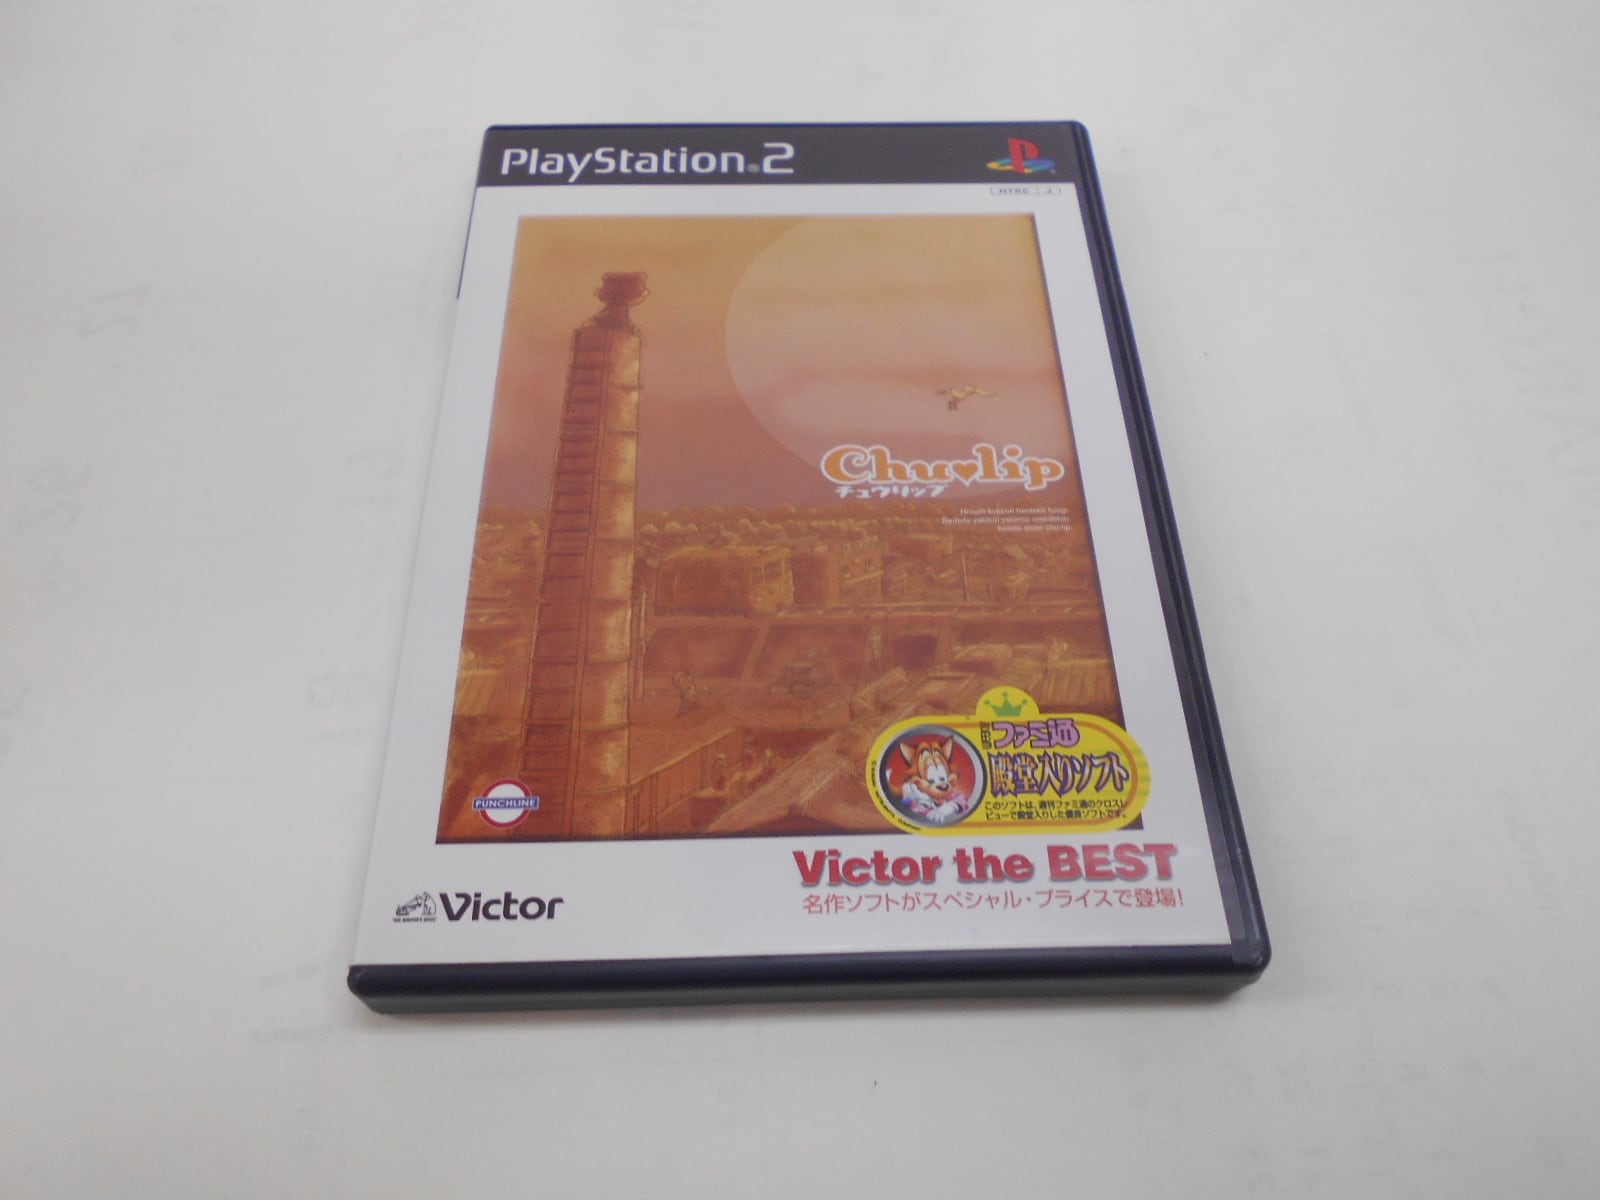 PlayStation®2
NTSC J
Chu♥lip
チュウリップ
ファミ通
殿堂入りソフト
このソフトは、週刊ファミ通のクロスレ
ビューで殿堂入りした優良ソフトです。
PUNCHLINE
Victor the BEST
名作ソフトがスペシャル・プライスで登場!
"HIS MASTER'S VOICE"
Victor